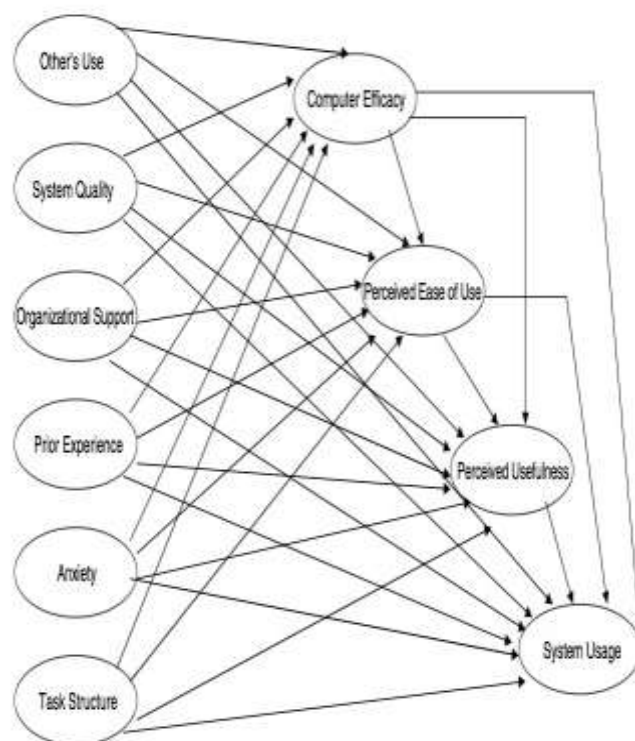 Other's Use
Computer Efficacy
System Quality
Perceived Ease of Use
Organizational Support
Prior Experience
Perceived Usefulness
Anxiety
System Usage
Task Structure